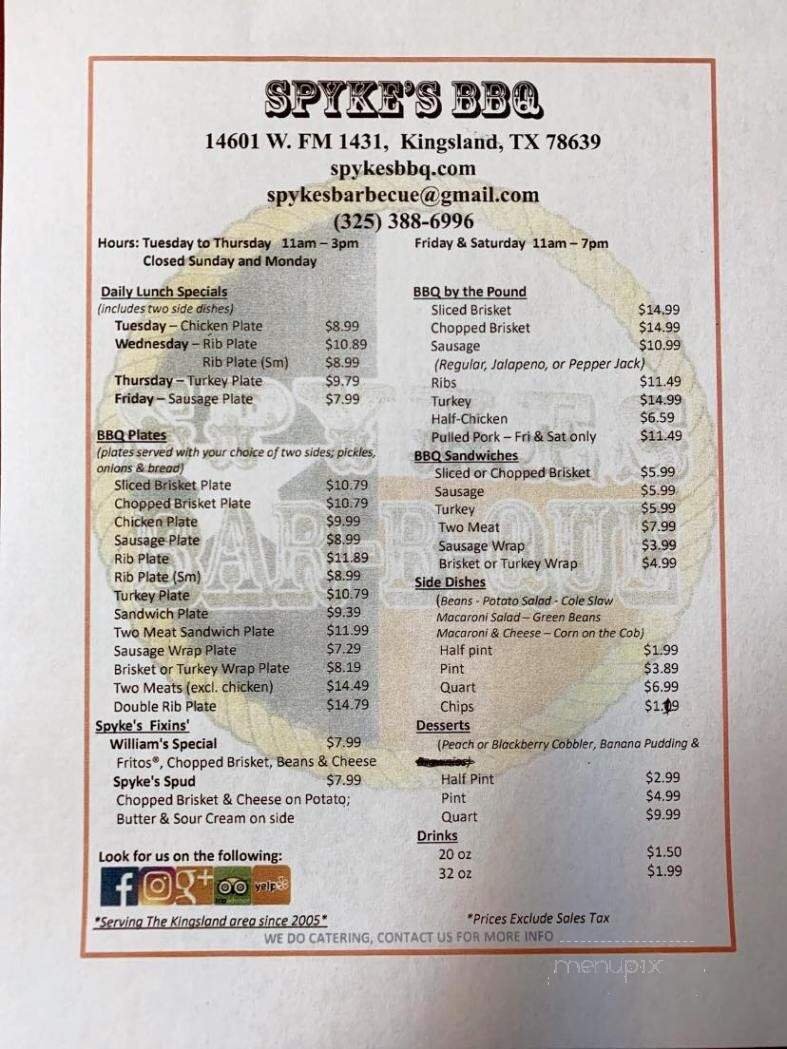 SPYKE'S BBQ
14601 W. FM 1431, Kingsland, TX 78639
spykesbbq.com
spykesbarbecue@gmail.com
(325) 388-6996
Hours: Tuesday to Thursday 11am – 3pm
Closed Sunday and Monday
Friday & Saturday 11am – 7pm
Daily Lunch Specials
(includes two side dishes)
Tuesday – Chicken Plate $8.99
Wednesday – Rib Plate $10.89
Rib Plate (Sm) $8.99
Thursday – Turkey Plate $9.79
Friday – Sausage Plate $7.99
BBQ Plates
(plates served with your choice of two sides; pickles,
onions & bread)
Sliced Brisket Plate $10.79
Chopped Brisket Plate $10.79
Chicken Plate $9.99
Sausage Plate $8.99
Rib Plate $11.89
Rib Plate (Sm) $8.99
Turkey Plate $10.79
Sandwich Plate $9.39
Two Meat Sandwich Plate $11.99
Sausage Wrap Plate $7.29
Brisket or Turkey Wrap Plate $8.19
Two Meats (excl. chicken) $14.49
Double Rib Plate $14.79
Spyke's Fixins'
William's Special $7.99
Fritos®, Chopped Brisket, Beans & Cheese
Spyke's Spud $7.99
Chopped Brisket & Cheese on Potato;
Butter & Sour Cream on side
Look for us on the following:
f g+ tripadvisor yelp
*Serving The Kingsland area since 2005*
BBQ by the Pound
Sliced Brisket $14.99
Chopped Brisket $14.99
Sausage $10.99
(Regular, Jalapeno, or Pepper Jack)
Ribs $11.49
Turkey $14.99
Half-Chicken $6.59
Pulled Pork – Fri & Sat only $11.49
BBQ Sandwiches
Sliced or Chopped Brisket $5.99
Sausage $5.99
Turkey $5.99
Two Meat $7.99
Sausage Wrap $3.99
Brisket or Turkey Wrap $4.99
Side Dishes
(Beans - Potato Salad - Cole Slaw
Macaroni Salad – Green Beans
Macaroni & Cheese – Corn on the Cob)
Half pint $1.99
Pint $3.89
Quart $6.99
Chips $1.19
Desserts
(Peach or Blackberry Cobbler, Banana Pudding &
Half Pint $2.99
Pint $4.99
Quart $9.99
Drinks
20 oz $1.50
32 oz $1.99
*Prices Exclude Sales Tax
WE DO CATERING, CONTACT US FOR MORE INFO
SPYKE'S
BAR-B-QUE
menupix